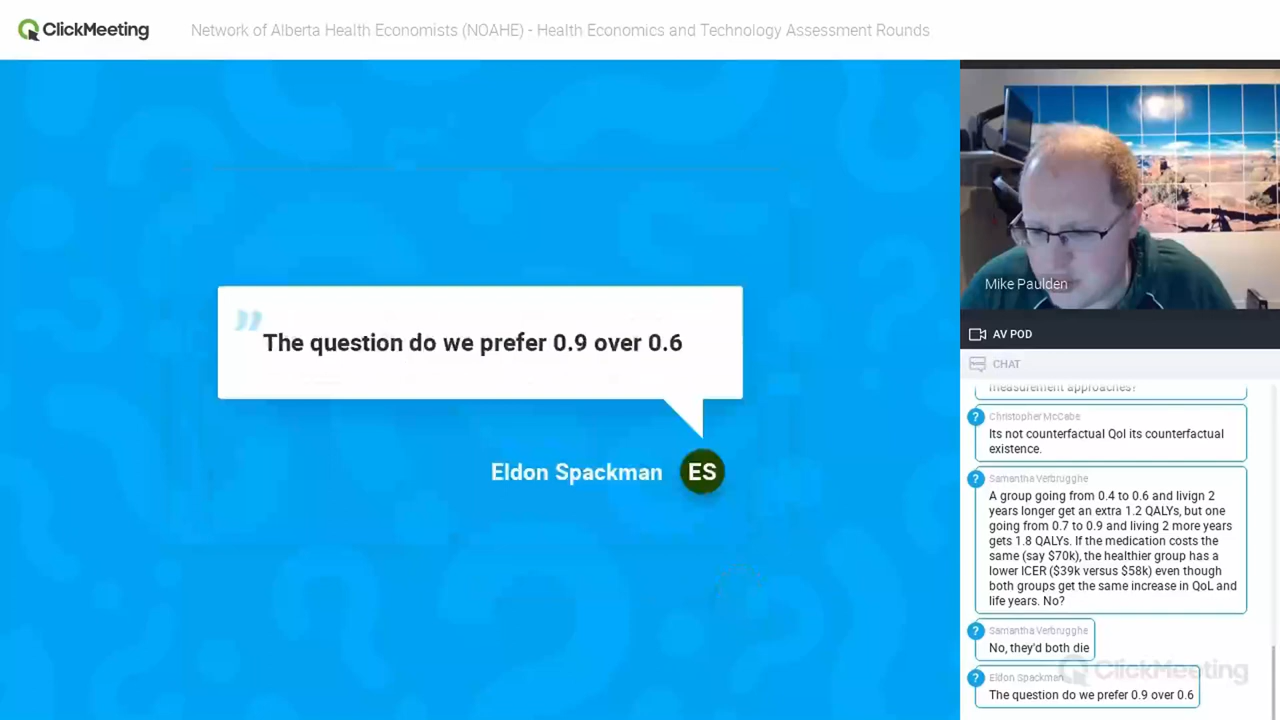 ClickMeeting
Network of Alberta Health Economists (NOAHE) - Health Economics and Technology Assessment Rounds
The question do we prefer 0.9 over 0.6
Eldon Spackman ES
Mike Paulden
AV POD
CHAT
measurement approaches?
Christopher McCabe
Its not counterfactual Qol its counterfactual
existence.
Samantha Verbrugghe
A group going from 0.4 to 0.6 and livign 2
years longer get an extra 1.2 QALYs, but one
going from 0.7 to 0.9 and living 2 more years
gets 1.8 QALYs. If the medication costs the
same (say $70k), the healthier group has a
lower ICER ($39k versus $58k) even though
both groups get the same increase in QoL and
life years. No?
Samantha Verbrugghe
No, they'd both die
ClickMeeting
Eldon Spackman
The question do we prefer 0.9 over 0.6